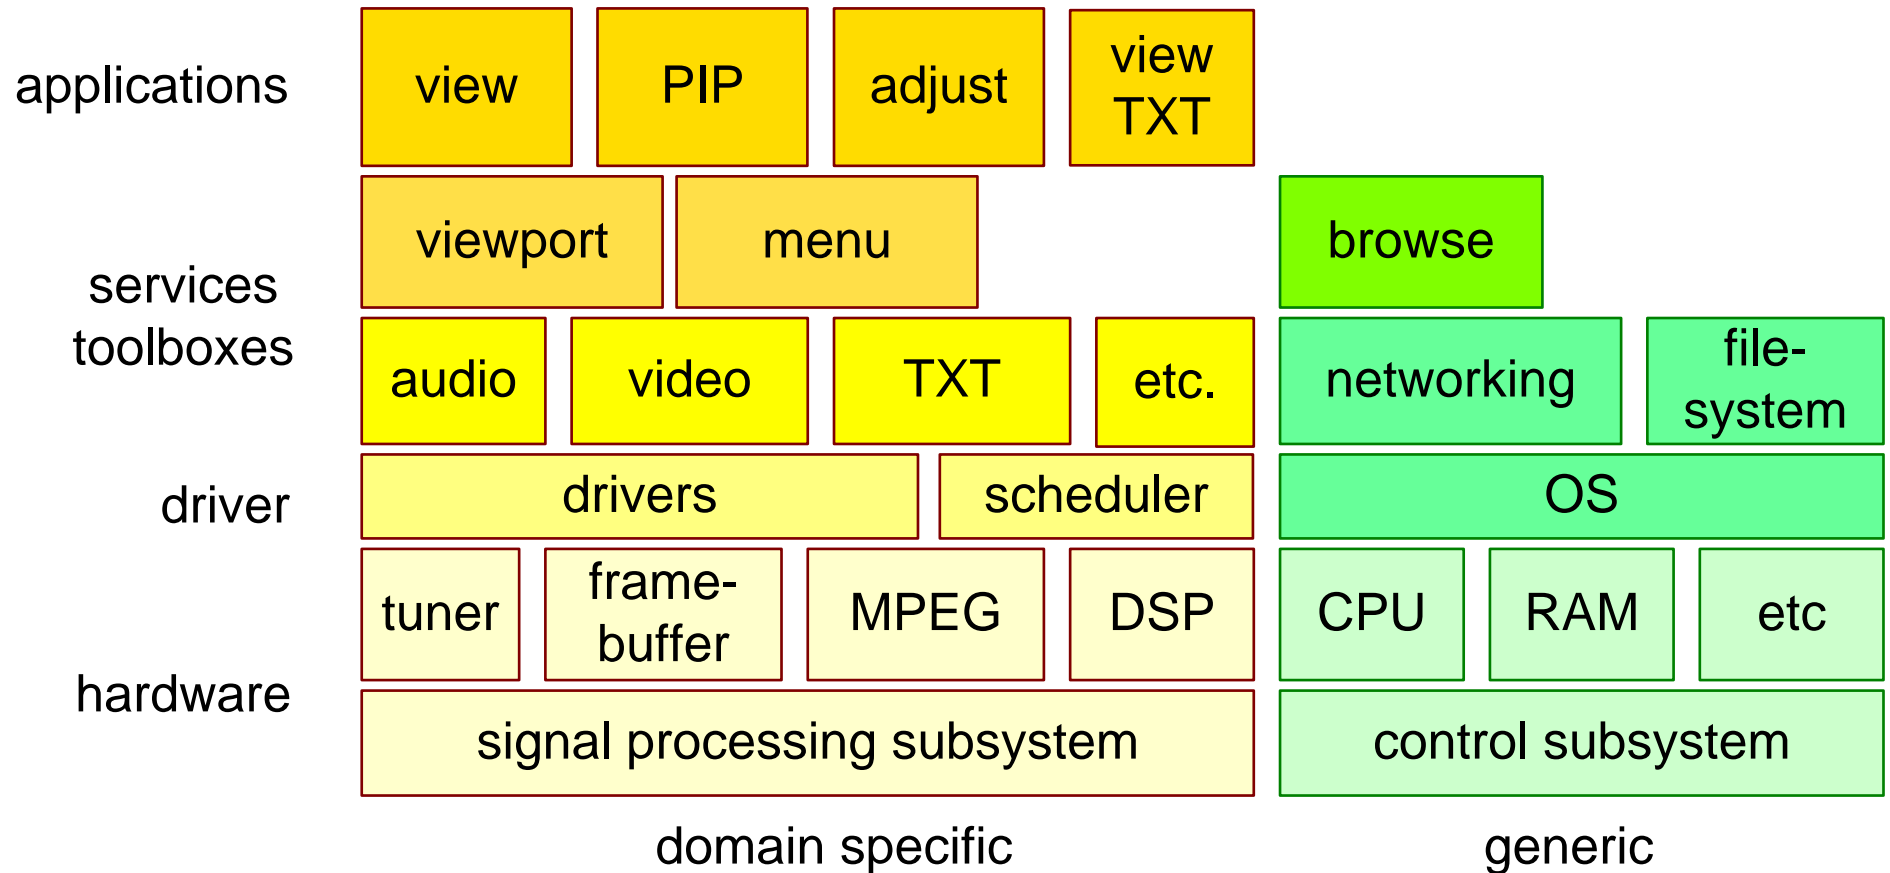 applications
view
PIP
adjust
view
TXT
services
toolboxes
viewport
menu
browse
audio
video
TXT
etc.
networking
file-
system
driver
drivers
scheduler
OS
hardware
tuner
frame-
buffer
MPEG
DSP
CPU
RAM
etc
signal processing subsystem
control subsystem
domain specific
generic